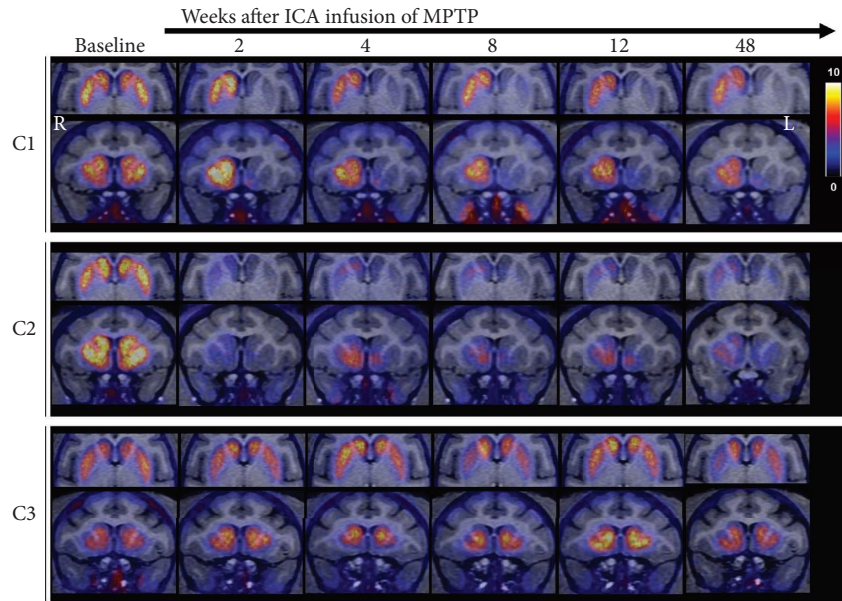 Weeks after ICA infusion of MPTP
Baseline 2 4 8 12 48
10
R L
C1
0
C2
C3